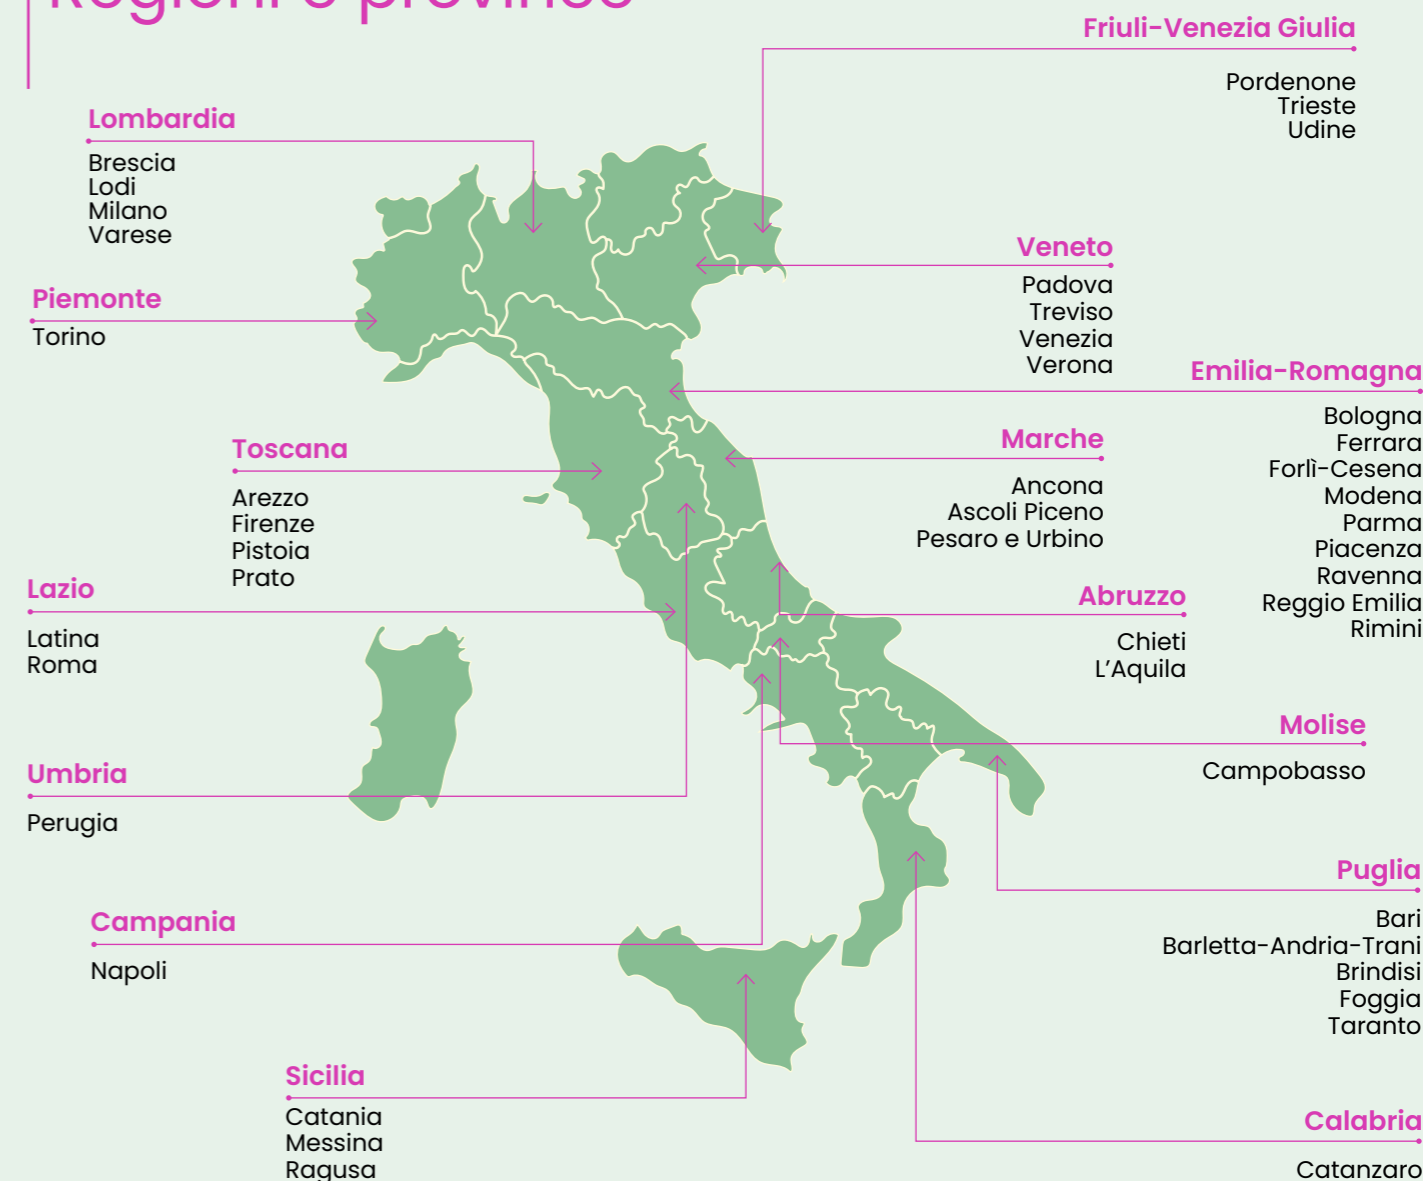 Regioni e province
Friuli-Venezia Giulia
Pordenone
Trieste
Udine
Lombardia
Brescia
Lodi
Milano
Varese
Veneto
Padova
Treviso
Venezia
Verona
Piemonte
Torino
Emilia-Romagna
Bologna
Ferrara
Forlì-Cesena
Modena
Parma
Piacenza
Ravenna
Reggio Emilia
Rimini
Toscana
Arezzo
Firenze
Pistoia
Prato
Marche
Ancona
Ascoli Piceno
Pesaro e Urbino
Lazio
Latina
Roma
Abruzzo
Chieti
L’Aquila
Molise
Campobasso
Umbria
Perugia
Puglia
Bari
Barletta-Andria-Trani
Brindisi
Foggia
Taranto
Campania
Napoli
Sicilia
Catania
Messina
Ragusa
Calabria
Catanzaro